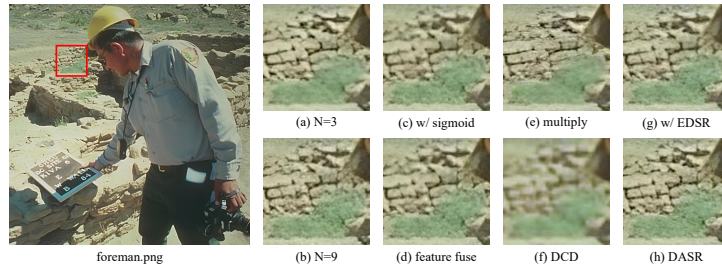 foreman.png
(a) N=3
(c) w/ sigmoid
(e) multiply
(g) w/ EDSR
(b) N=9
(d) feature fuse
(f) DCD
(h) DASR